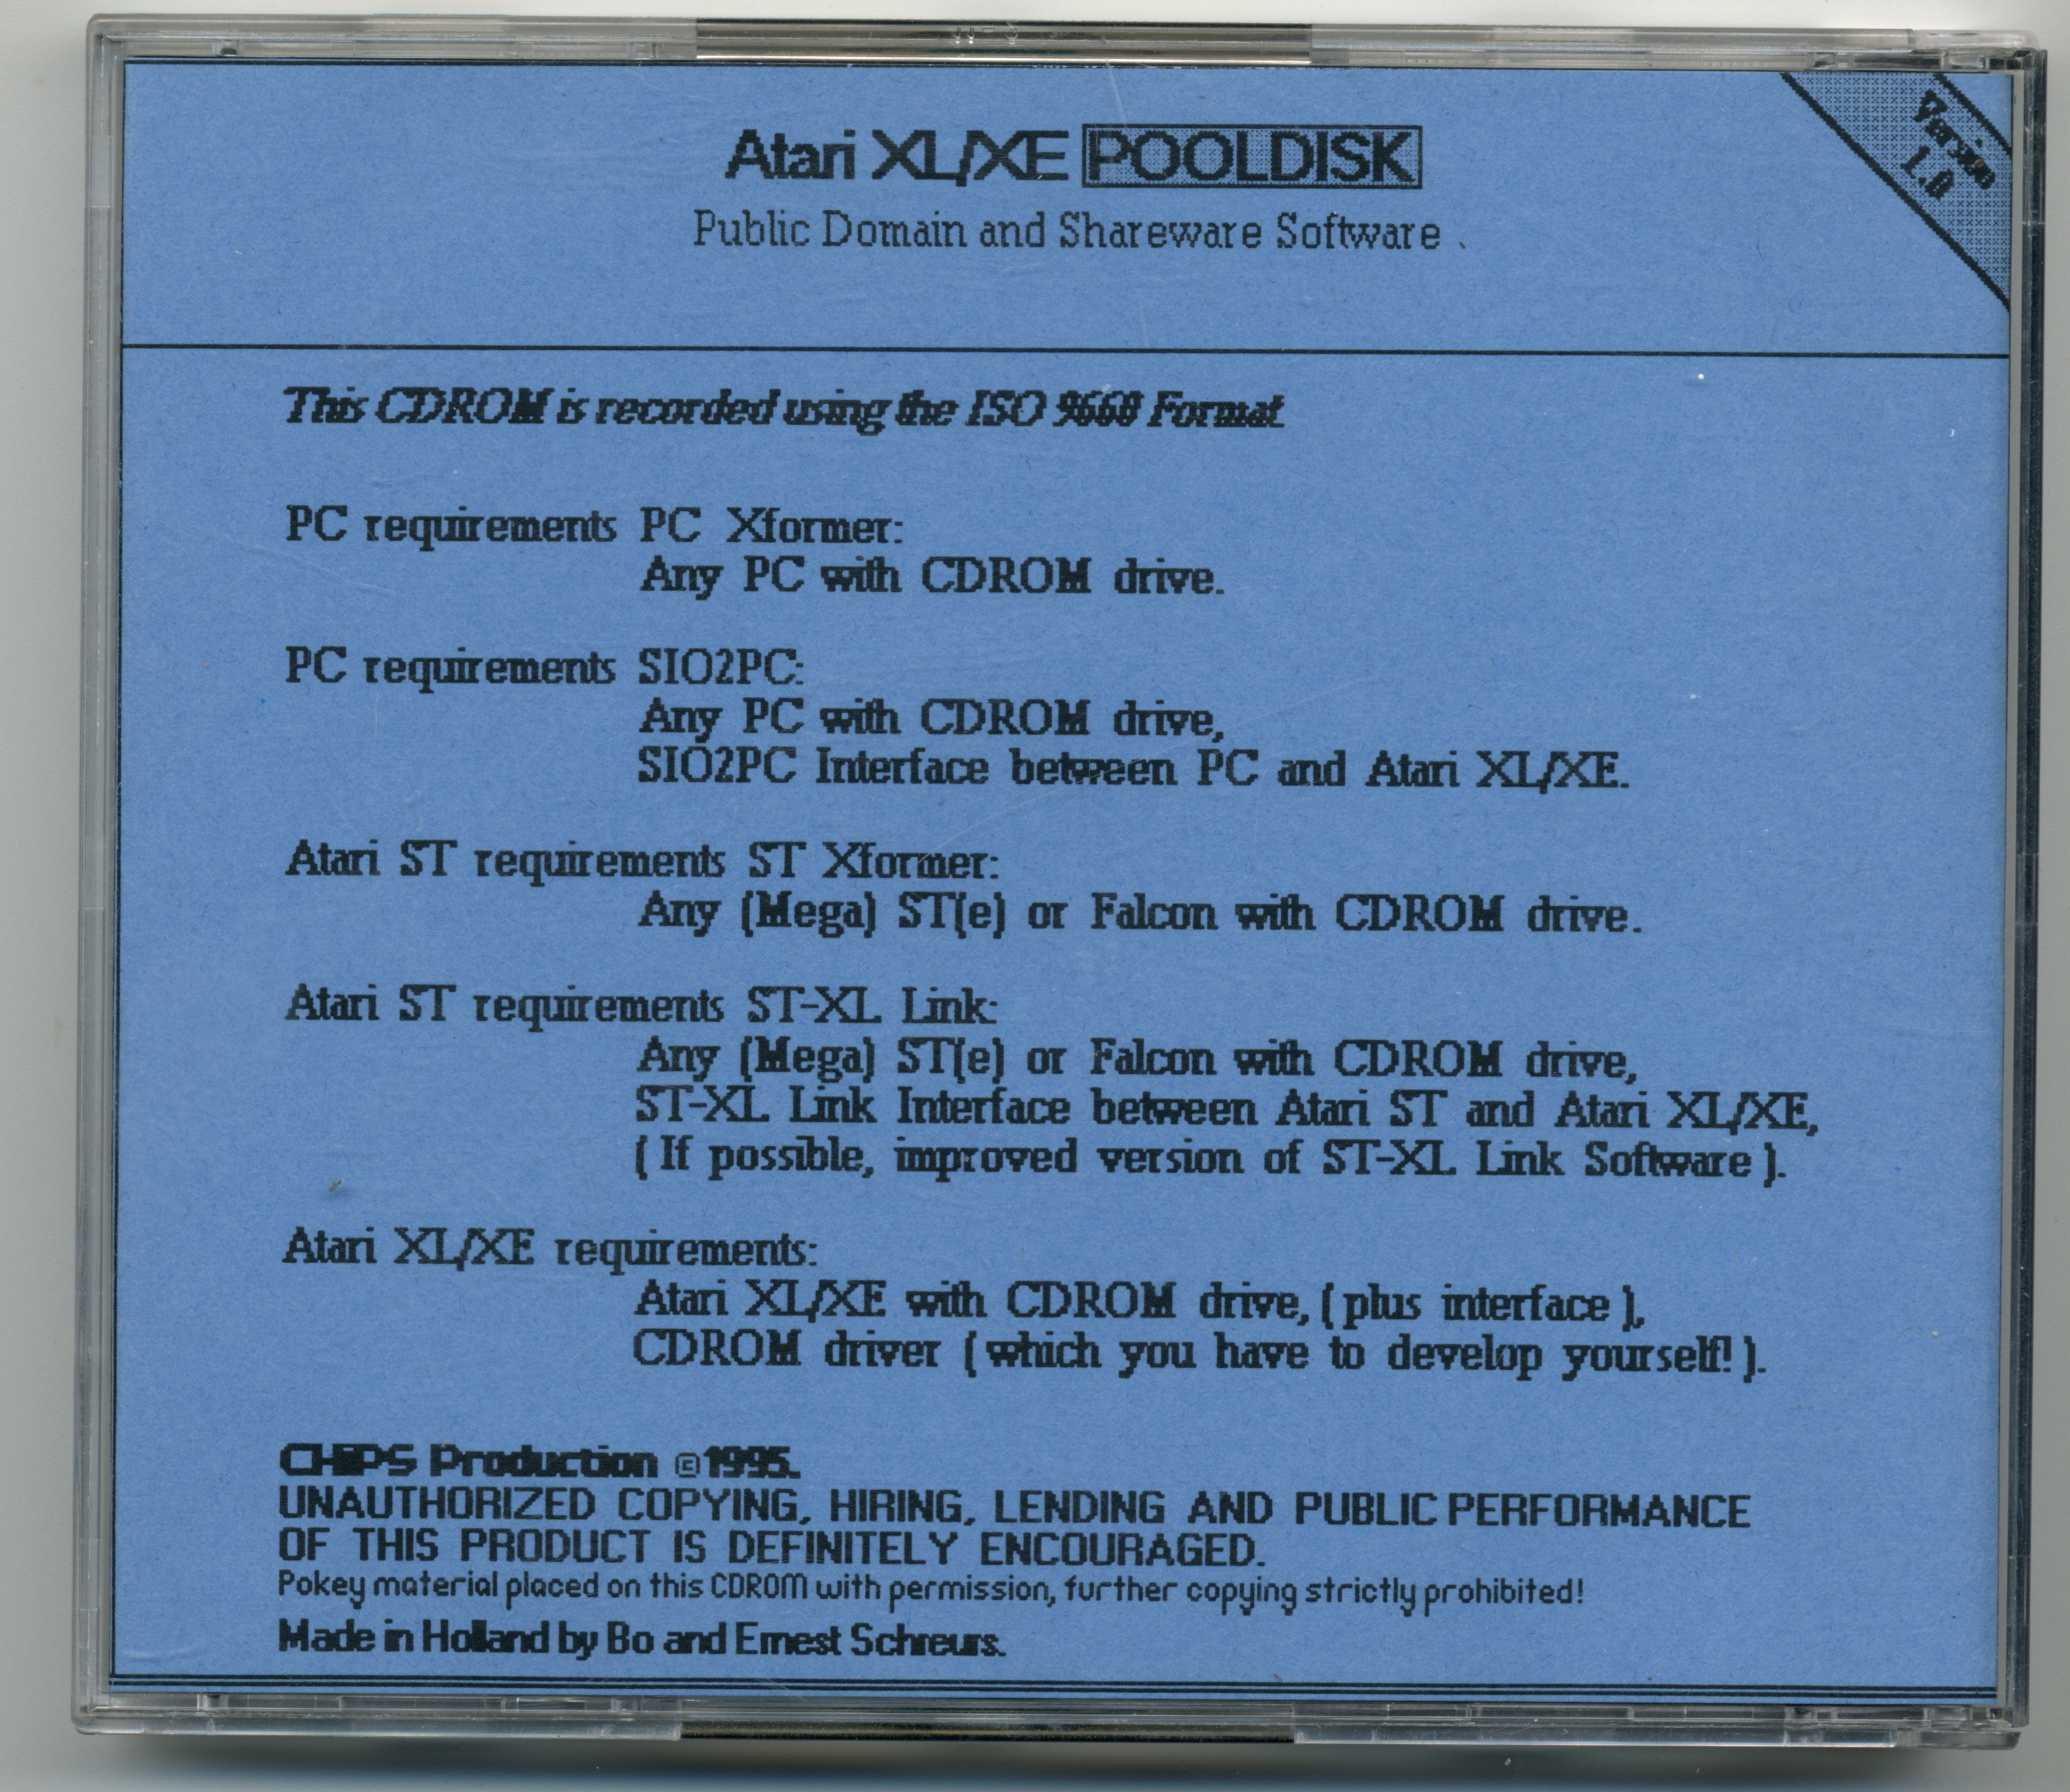 Atari XL/XE POOLDISK
Public Domain and Shareware Software .
Version
1.0
This CDROM is recorded using the ISO 9660 Format
PC requirements PC Xformer:
Any PC with CDROM drive.
PC requirements SIO2PC:
Any PC with CDROM drive,
SIO2PC Interface between PC and Atari XL/XE.
Atari ST requirements ST Xformer:
Any (Mega) ST(e) or Falcon with CDROM drive.
Atari ST requirements ST-XL Link:
Any (Mega) ST(e) or Falcon with CDROM drive,
ST-XL Link Interface between Atari ST and Atari XL/XE,
( If possible, improved version of ST-XL Link Software ).
Atari XL/XE requirements:
Atari XL/XE with CDROM drive, ( plus interface ),
CDROM driver ( which you have to develop yourself! ).
CHIPS Production ©1995.
UNAUTHORIZED COPYING, HIRING, LENDING AND PUBLIC PERFORMANCE
OF THIS PRODUCT IS DEFINITELY ENCOURAGED.
Pokey material placed on this CDROM with permission, further copying strictly prohibited!
Made in Holland by Bo and Ernest Schreurs.